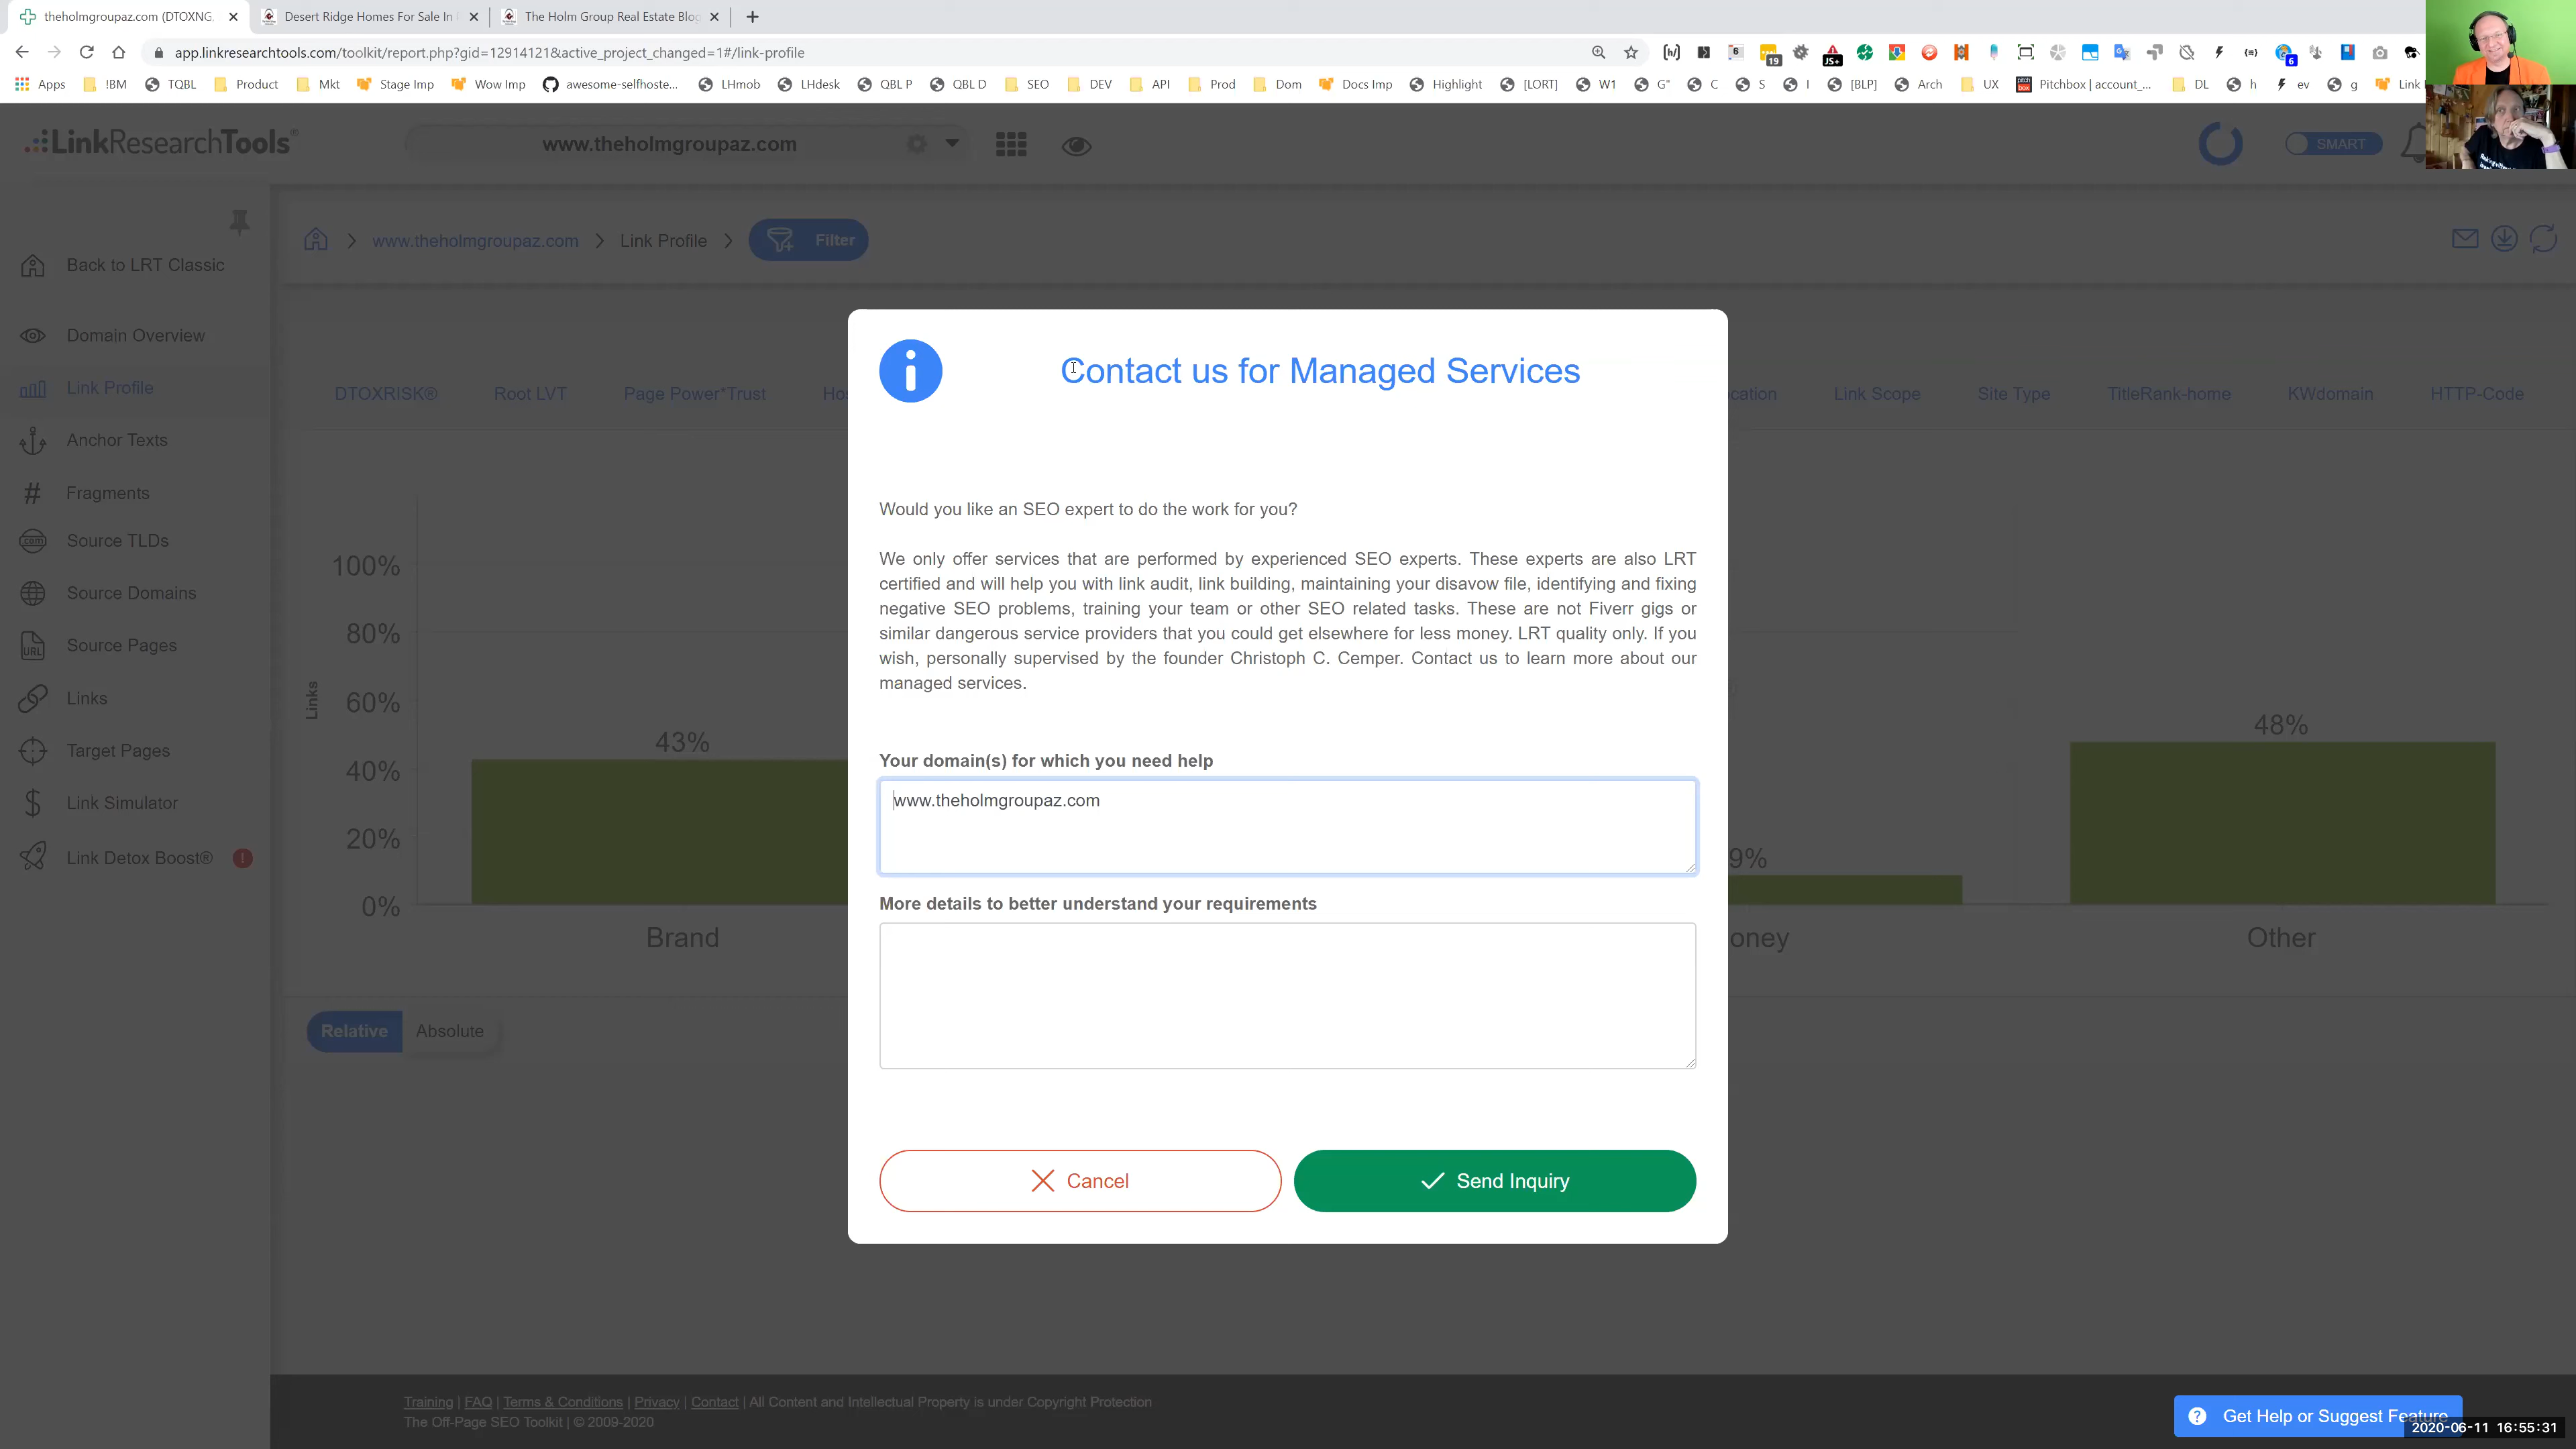 theholmgroupaz.com (DTOXNG
Desert Ridge Homes For Sale In
The Holm Group Real Estate Blog
app.linkresearchtools.com/toolkit/report.php?gid=12914121&active_project_changed=1#/link-profile
Apps !BM TQBL Product Mkt Stage Imp Wow Imp awesome-selfhoste... LHmob LHdesk QBL P QBL D SEO DEV API Prod Dom Docs Imp Highlight [LORT] W1 G" C S I [BLP] Arch UX Pitchbox | account_... DL h ev g Link
LinkResearchTools®
www.theholmgroupaz.com
SMART
www.theholmgroupaz.com
Link Profile
Filter
Back to LRT Classic
Domain Overview
Link Profile
Anchor Texts
Fragments
Source TLDs
Source Domains
Source Pages
Links
Target Pages
Link Simulator
Link Detox Boost®
DTOXRISK® Root LVT Page Power*Trust Hos
cation Link Scope Site Type TitleRank-home KWdomain HTTP-Code
Links
100%
80%
60%
40%
20%
0%
43%
9%
48%
Brand
oney
Other
Relative Absolute
Contact us for Managed Services
Would you like an SEO expert to do the work for you?
We only offer services that are performed by experienced SEO experts. These experts are also LRT
certified and will help you with link audit, link building, maintaining your disavow file, identifying and fixing
negative SEO problems, training your team or other SEO related tasks. These are not Fiverr gigs or
similar dangerous service providers that you could get elsewhere for less money. LRT quality only. If you
wish, personally supervised by the founder Christoph C. Cemper. Contact us to learn more about our
managed services.
Your domain(s) for which you need help
www.theholmgroupaz.com
More details to better understand your requirements
Cancel
Send Inquiry
Training | FAQ | Terms & Conditions | Privacy | Contact | All Content and Intellectual Property is under Copyright Protection
The Off-Page SEO Toolkit | © 2009-2020
Get Help or Suggest Feature
2020-06-11 16:55:31